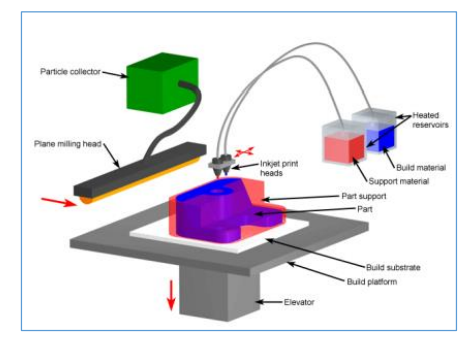 Particle collector
Plane milling head
Heated
reservoirs
Inkjet print
heads
Build material
Support material
Part support
Part
Build substrate
Build platform
Elevator